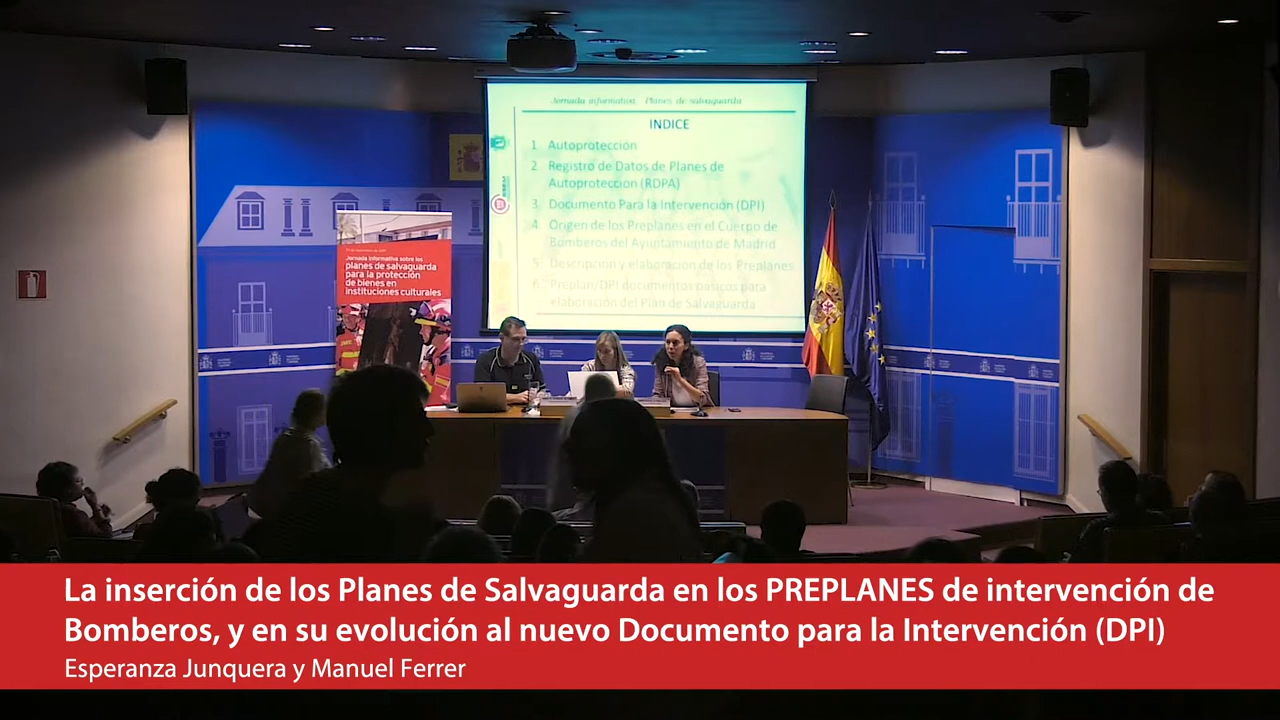 Jornada informativa Planes de salvaguarda
INDICE
1 Autoprotección
2 Registro de Datos de Planes de
Autoproteccion (RDPA)
3 Documento Para la Intervención (DPI)
4 Origen de los Preplanes en el Cuerpo de
Bomberos del Ayuntamiento de Madrid
5 Descripcion y elaboración de los Preplanes
6 Preplan/DPI documentos basicos para
elaboración del Plan de Salvaguarda
Jornada informativa sobre los
planes de salvaguarda
para la protección
de bienes en
instituciones culturales
La inserción de los Planes de Salvaguarda en los PREPLANES de intervención de
Bomberos, y en su evolución al nuevo Documento para la Intervención (DPI)
Esperanza Junquera y Manuel Ferrer